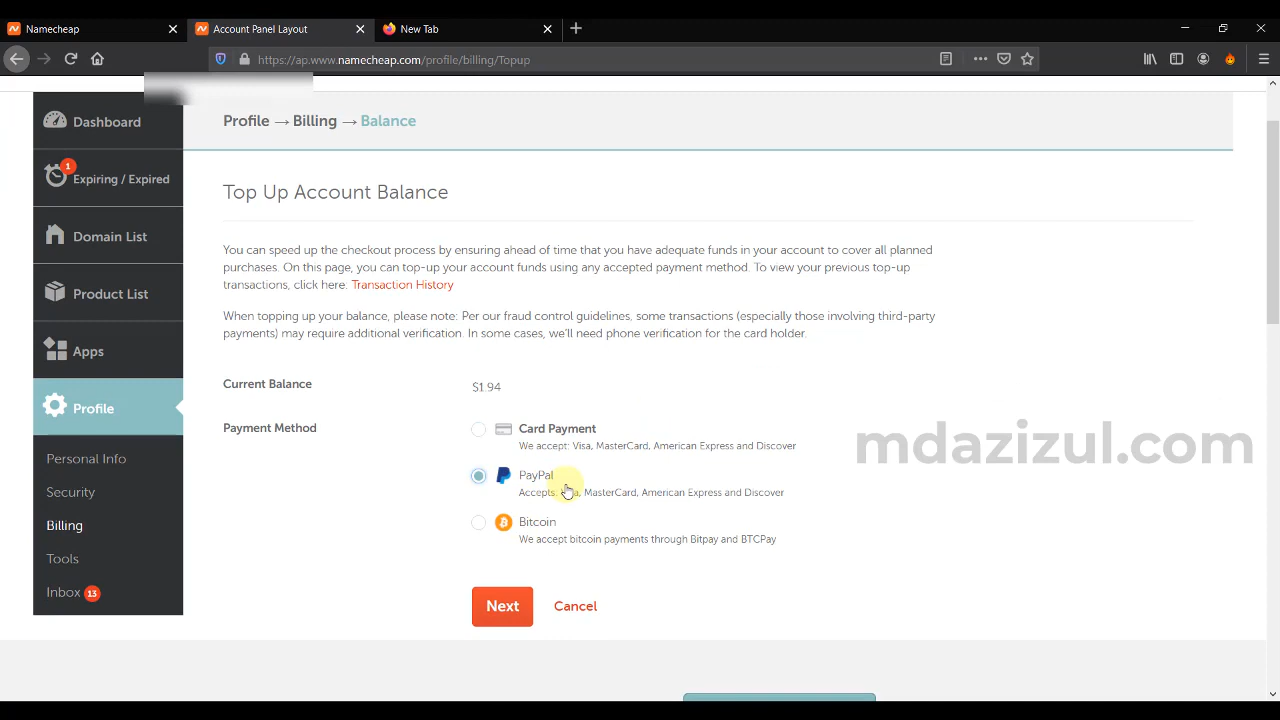 Namecheap
Account Panel Layout
New Tab
https://ap.www.namecheap.com/profile/billing/Topup
Dashboard
1
Expiring / Expired
Domain List
Product List
Apps
Profile
Personal Info
Security
Billing
Tools
Inbox 13
Profile → Billing → Balance
Top Up Account Balance
You can speed up the checkout process by ensuring ahead of time that you have adequate funds in your account to cover all planned
purchases. On this page, you can top-up your account funds using any accepted payment method. To view your previous top-up
transactions, click here: Transaction History
When topping up your balance, please note: Per our fraud control guidelines, some transactions (especially those involving third-party
payments) may require additional verification. In some cases, we'll need phone verification for the card holder.
Current Balance $1.94
Payment Method Card Payment
We accept: Visa, MasterCard, American Express and Discover
PayPal
Accepts: Visa, MasterCard, American Express and Discover
Bitcoin
We accept bitcoin payments through Bitpay and BTCPay
Next Cancel
mdazizul.com